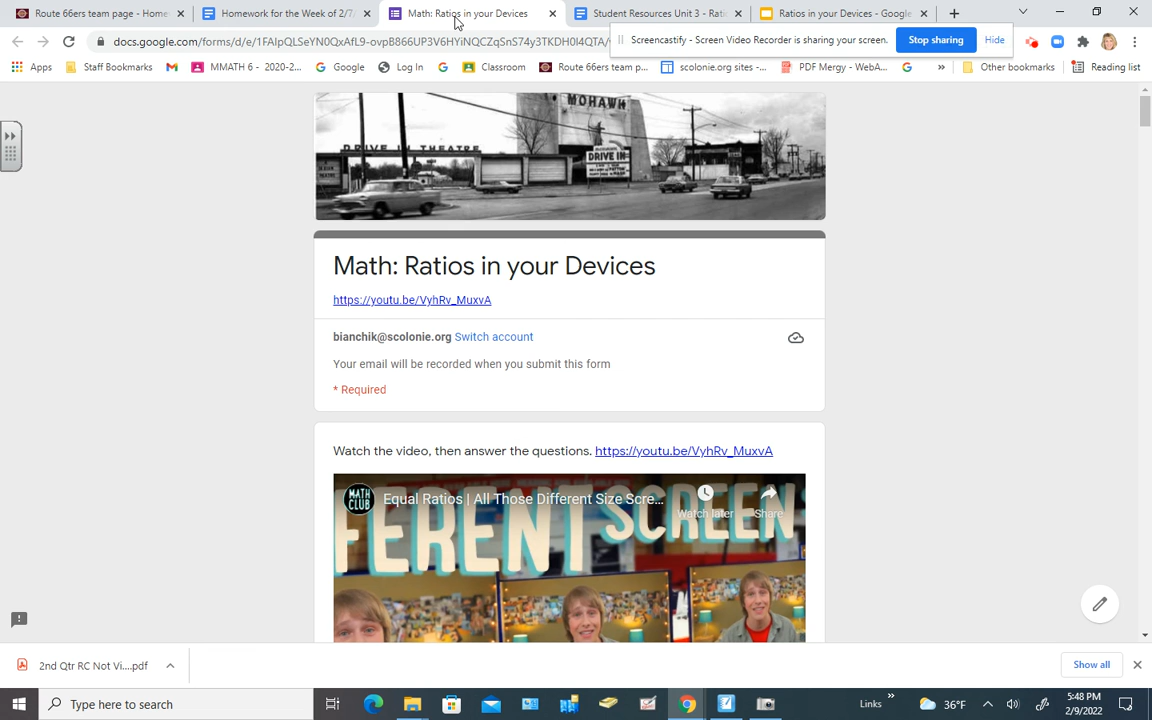 Route 66ers team page - Home
Homework for the Week of 2/7/
Math: Ratios in your Devices
Student Resources Unit 3 - Rati
Ratios in your Devices - Google
docs.google.com/forms/d/e/1FAIpQLSeYN0QxAfL9-ovpB866UP3V6HYiNQCZqSnS74y3TKDH0I4QTA/
Screencastify - Screen Video Recorder is sharing your screen.
Stop sharing
Hide
Apps
Staff Bookmarks
MMATH 6 - 2020-2...
Google
Log In
Classroom
Route 66ers team p...
scolonie.org sites -...
PDF Mergy - WebA...
Other bookmarks
Reading list
MOHAWK
DRIVE IN THEATRE
DRIVE IN
Math: Ratios in your Devices
https://youtu.be/VyhRv_MuxvA
bianchik@scolonie.org Switch account
Your email will be recorded when you submit this form
* Required
Watch the video, then answer the questions. https://youtu.be/VyhRv_MuxvA
MATH CLUB
Equal Ratios | All Those Different Size Scre...
Watch later
Share
FERENT SCREEN
2nd Qtr RC Not Vi....pdf
Show all
Type here to search
Links
36°F
5:48 PM
2/9/2022